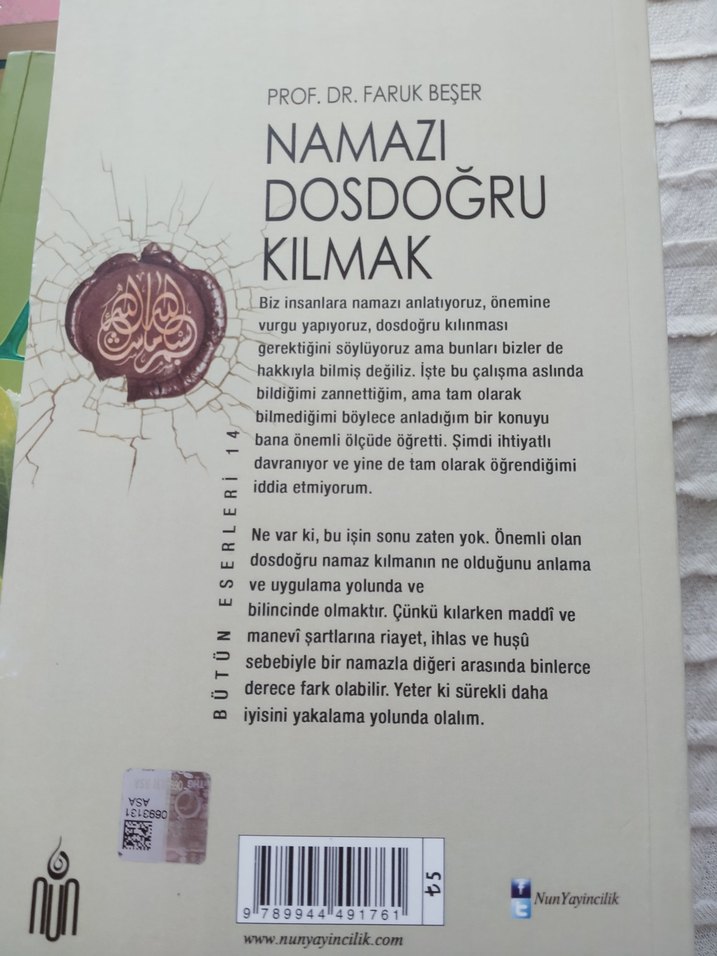 PROF. DR. FARUK BEŞER
NAMAZI
DOSDOĞRU
KILMAK
Biz insanlara namazı anlatıyoruz, önemine
vurgu yapıyoruz, dosdoğru kılınması
gerektiğini söylüyoruz ama bunları bizler de
hakkıyla bilmiş değiliz. İşte bu çalışma aslında
bildiğimi zannettiğim, ama tam olarak
bilmediğimi böylece anladığım bir konuyu
bana önemli ölçüde öğretti. Şimdi ihtiyatlı
davranıyor ve yine de tam olarak öğrendiğimi
iddia etmiyorum.
Ne var ki, bu işin sonu zaten yok. Önemli olan
dosdoğru namaz kılmanın ne olduğunu anlama
ve uygulama yolunda ve
bilincinde olmaktır. Çünkü kılarken maddî ve
manevî şartlarına riayet, ihlas ve huşû
sebebiyle bir namazla diğeri arasında binlerce
derece fark olabilir. Yeter ki sürekli daha
iyisini yakalama yolunda olalım.
BÜTÜN ESERLERİ 14
0693131
ASA
nun
9 789944 491761
₺5
www.nunyayincilik.com
f
t
NunYayincilik